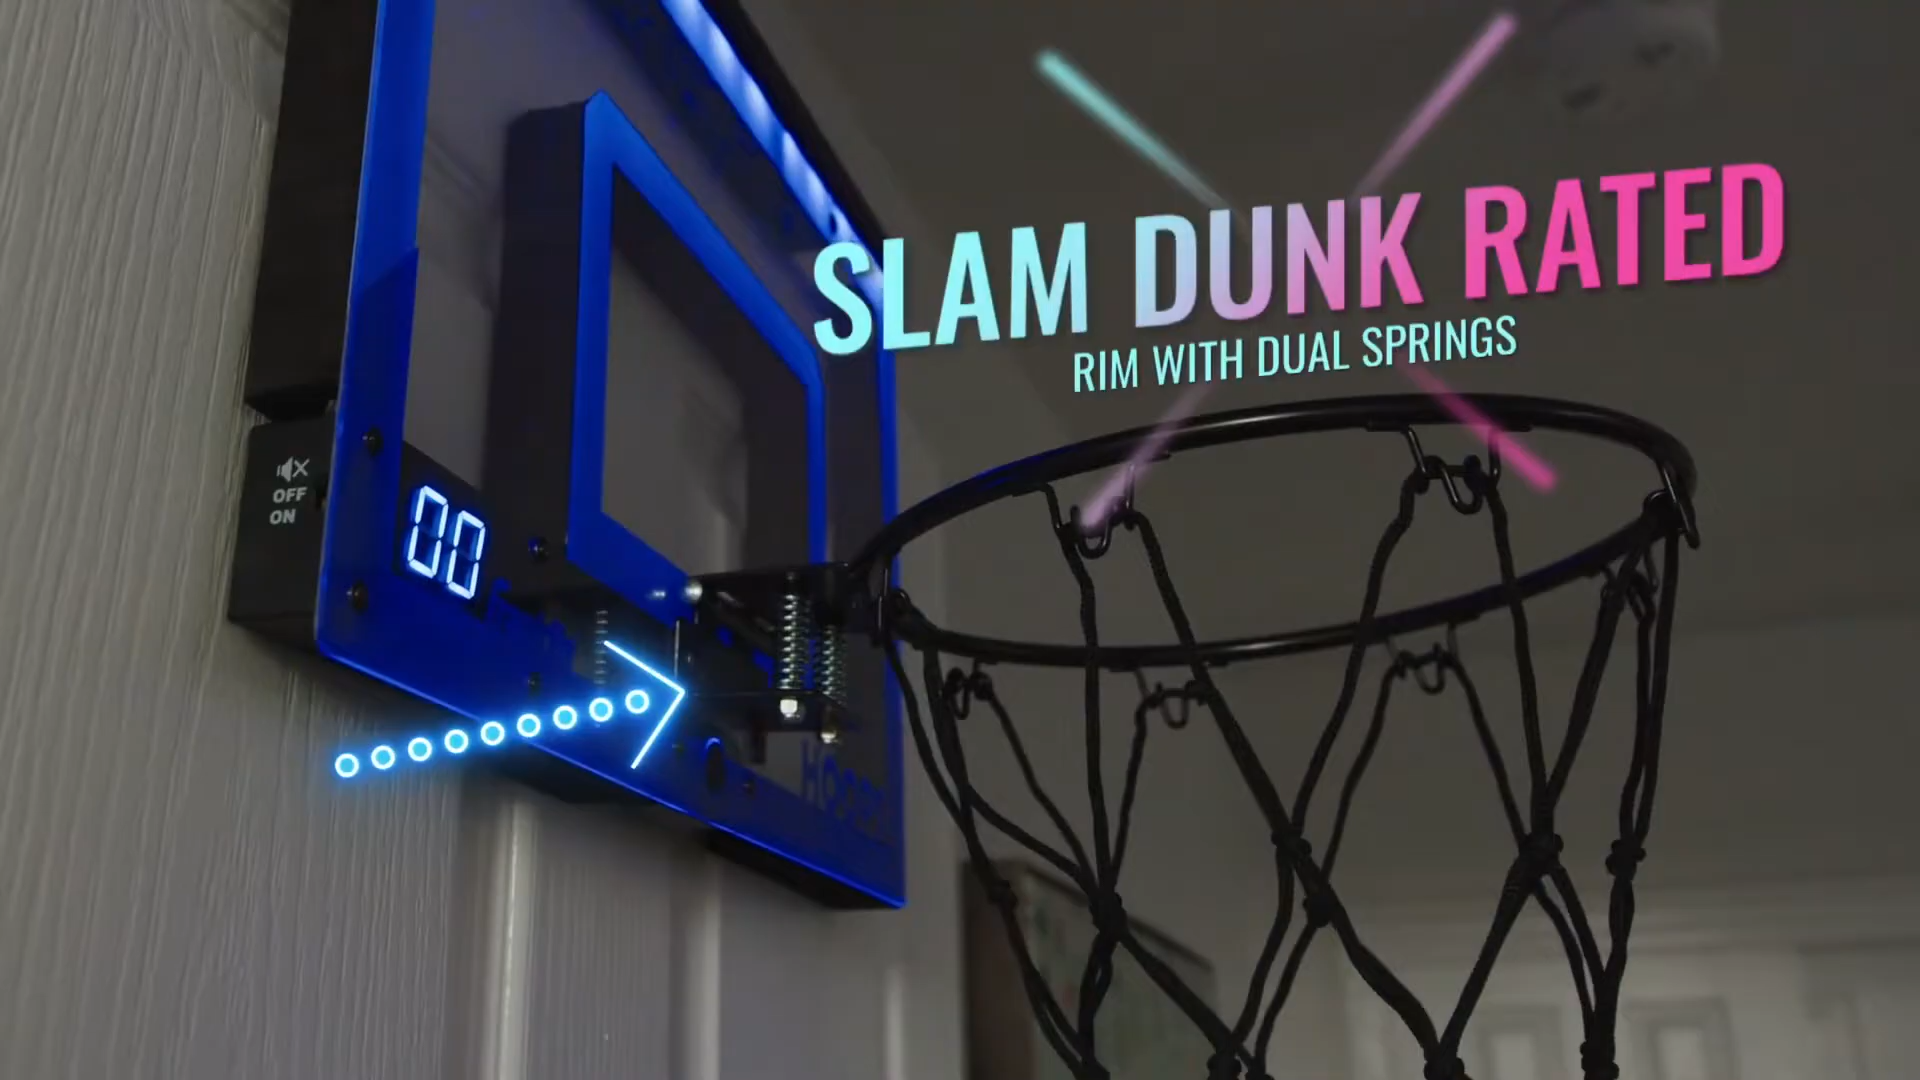 SLAM DUNK RATED
RIM WITH DUAL SPRINGS
OFF
ON
00